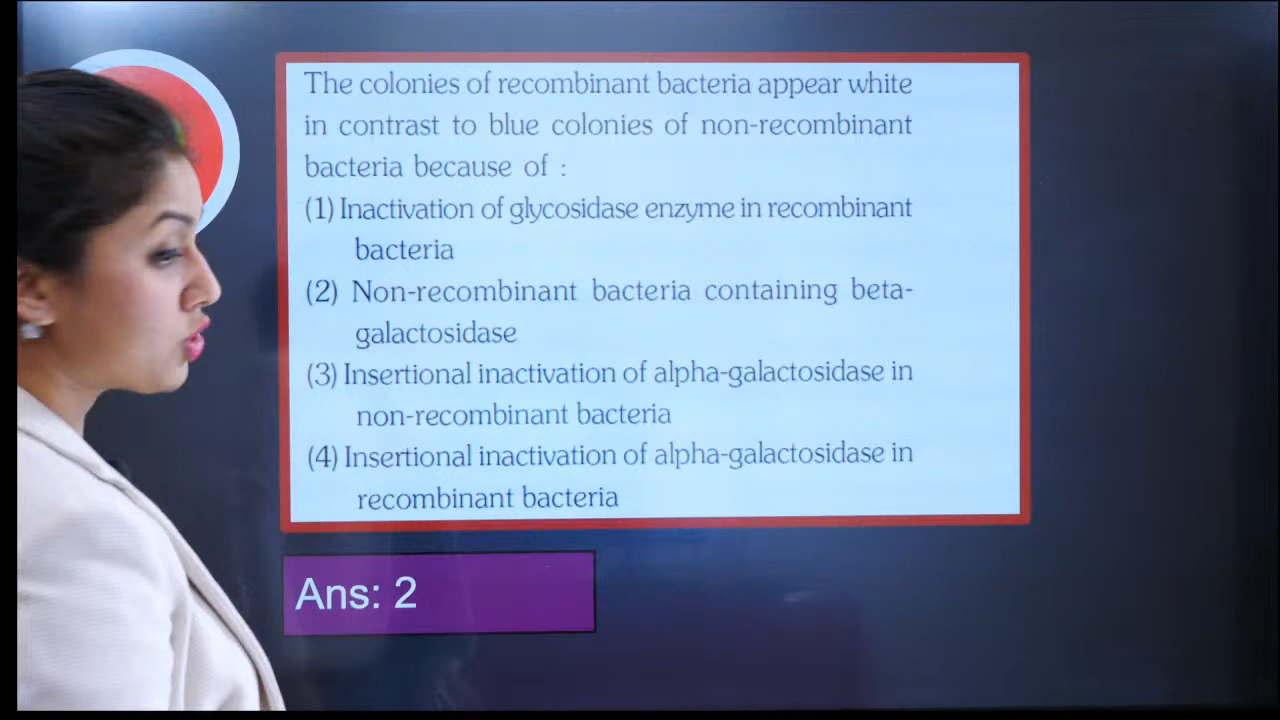 The colonies of recombinant bacteria appear white
in contrast to blue colonies of non-recombinant
bacteria because of :
(1) Inactivation of glycosidase enzyme in recombinant
bacteria
(2) Non-recombinant bacteria containing beta-
galactosidase
(3) Insertional inactivation of alpha-galactosidase in
non-recombinant bacteria
(4) Insertional inactivation of alpha-galactosidase in
recombinant bacteria
Ans: 2